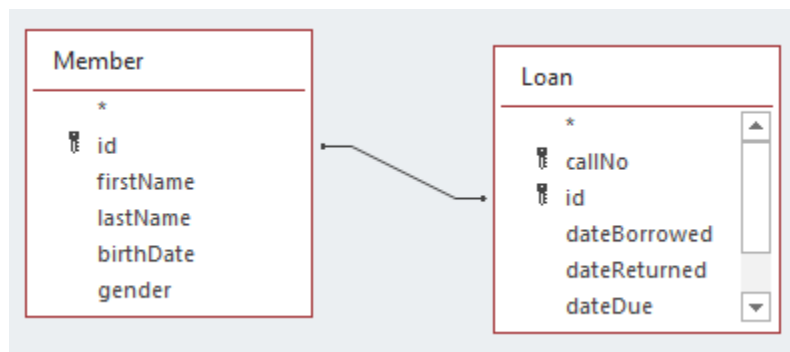 Member
*
id
firstName
lastName
birthDate
gender
Loan
*
callNo
id
dateBorrowed
dateReturned
dateDue